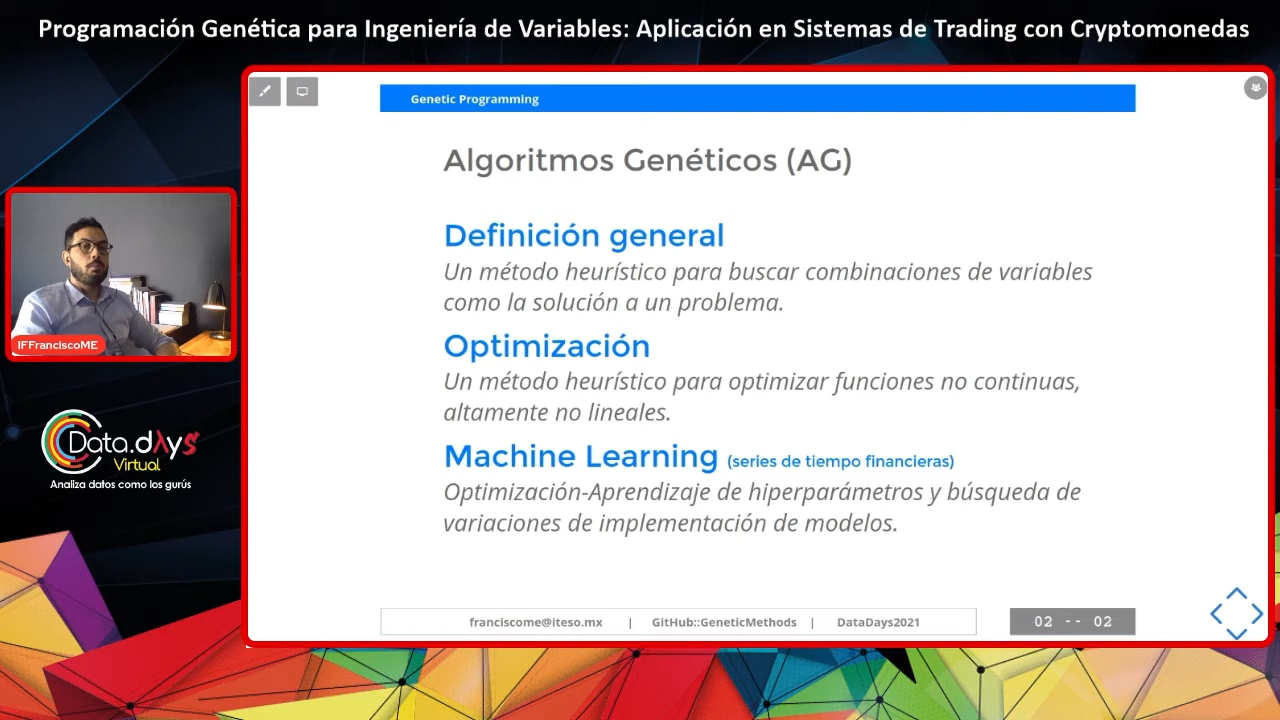 Programación Genética para Ingeniería de Variables: Aplicación en Sistemas de Trading con Cryptomonedas
Genetic Programming
Algoritmos Genéticos (AG)
Definición general
Un método heurístico para buscar combinaciones de variables
como la solución a un problema.
Optimización
Un método heurístico para optimizar funciones no continuas,
altamente no lineales.
Machine Learning (series de tiempo financieras)
Optimización-Aprendizaje de hiperparámetros y búsqueda de
variaciones de implementación de modelos.
franciscome@iteso.mx | GitHub::GeneticMethods | DataDays2021
02 -- 02
IFFranciscoME
Data.dAys
Virtual
Analiza datos como los gurús